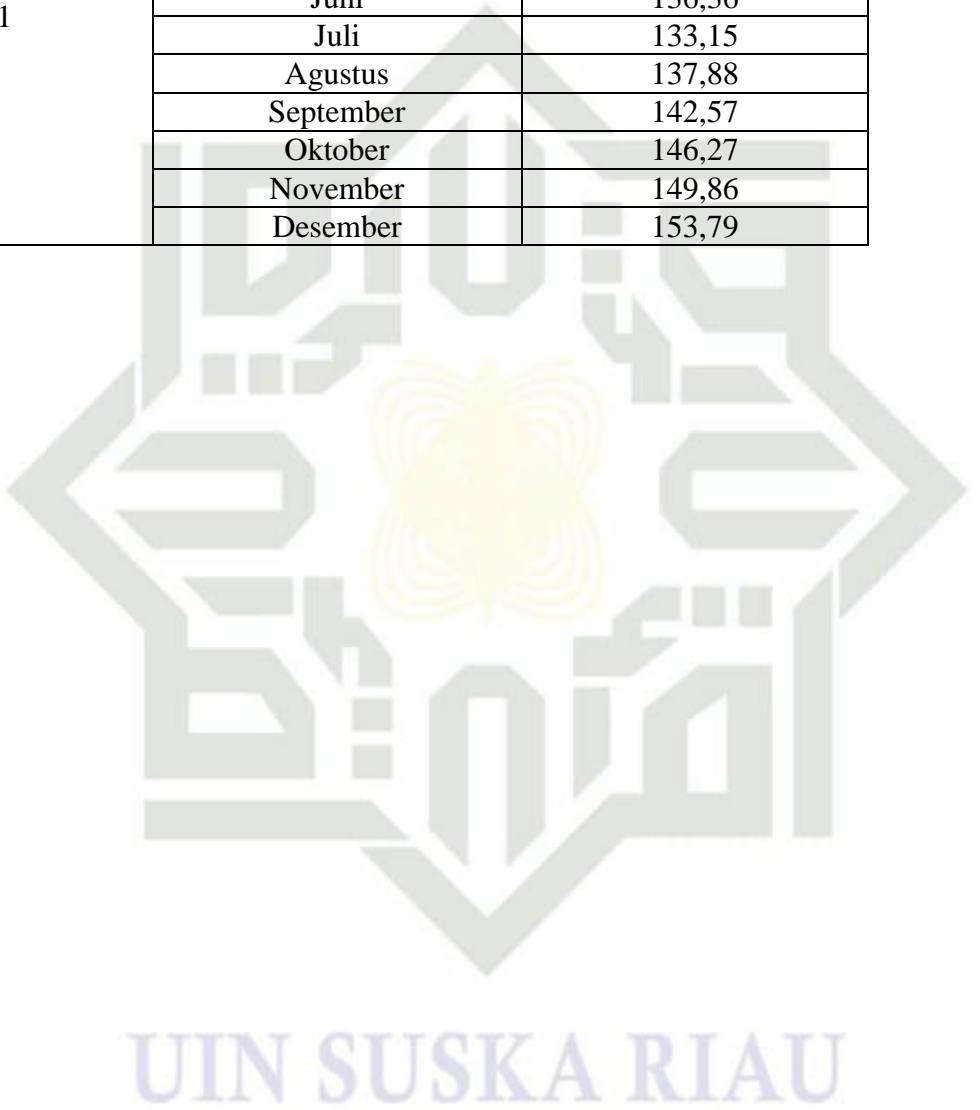 1
Juli 133,15
Agustus 137,88
September 142,57
Oktober 146,27
November 149,86
Desember 153,79
UIN SUSKA RIAU